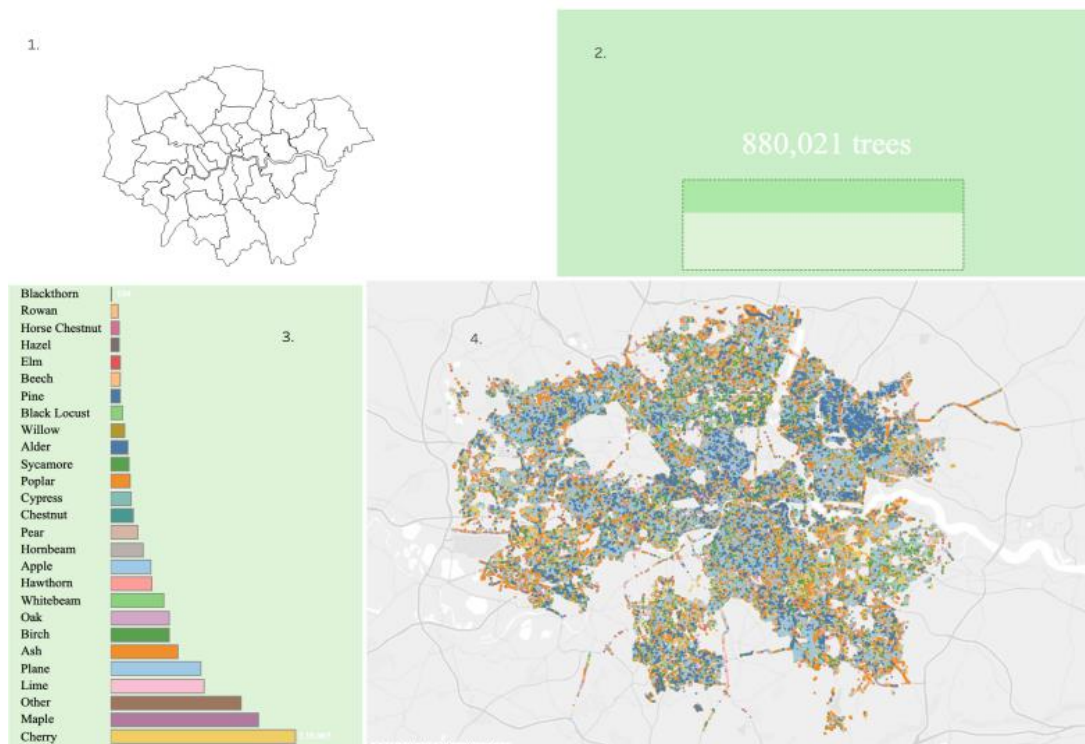 1.
2.
880,021 trees
3.
Blackthorn
Rowan
Horse Chestnut
Hazel
Elm
Beech
Pine
Black Locust
Willow
Alder
Sycamore
Poplar
Cypress
Chestnut
Pear
Hornbeam
Apple
Hawthorn
Whitebeam
Oak
Birch
Ash
Plane
Lime
Other
Maple
Cherry
4.